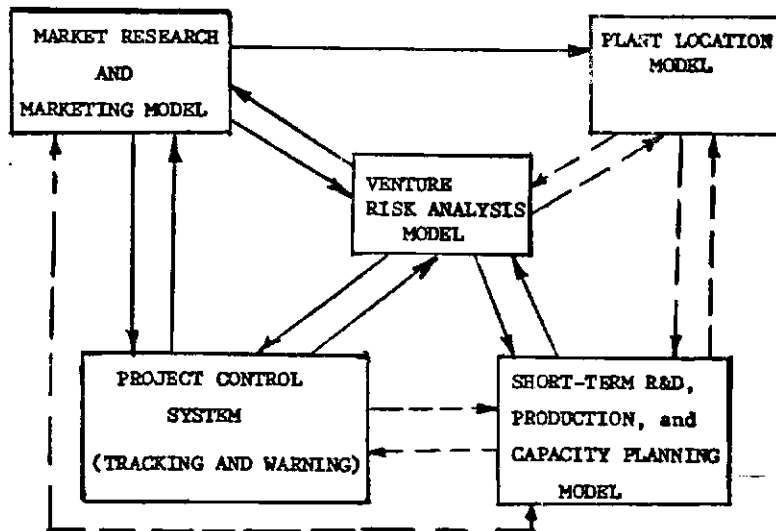 MARKET RESEARCH
AND
MARKETING MODEL
PLANT LOCATION
MODEL
VENTURE
RISK ANALYSIS
MODEL
PROJECT CONTROL
SYSTEM
(TRACKING AND WARNING)
SHORT-TERM R&D,
PRODUCTION, and
CAPACITY PLANNING
MODEL